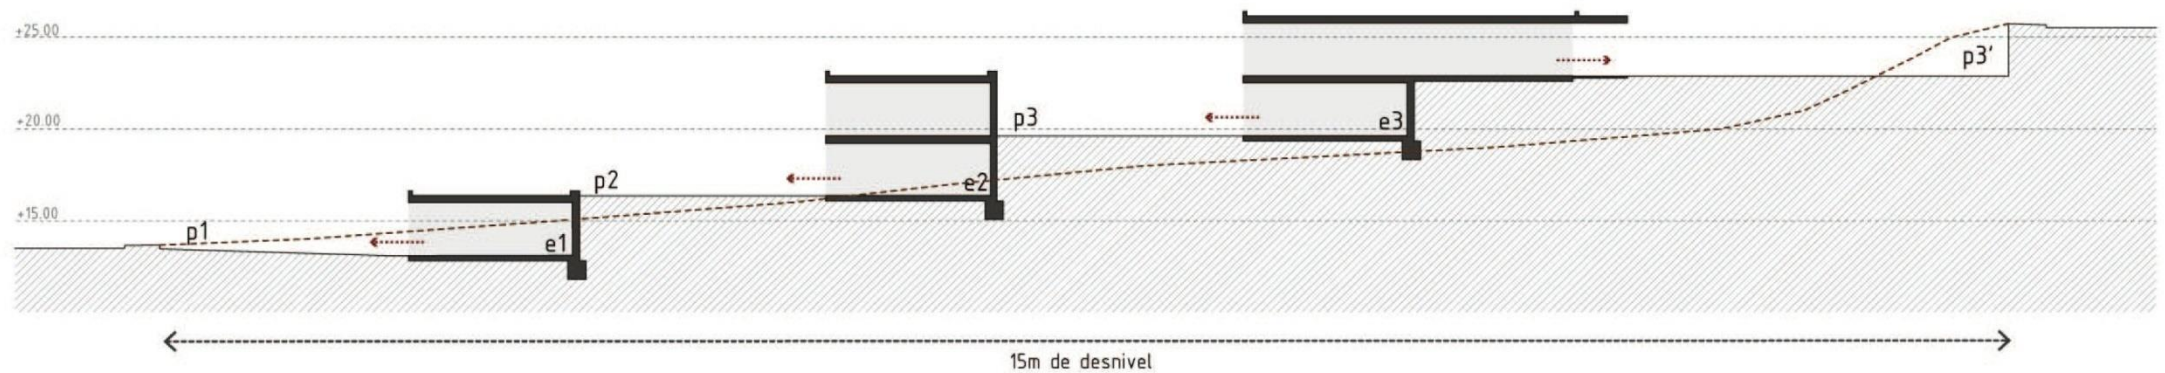 +25.00
p3'
+20.00
p3
e3
p2
e2
+15.00
p1
e1
15m de desnivel